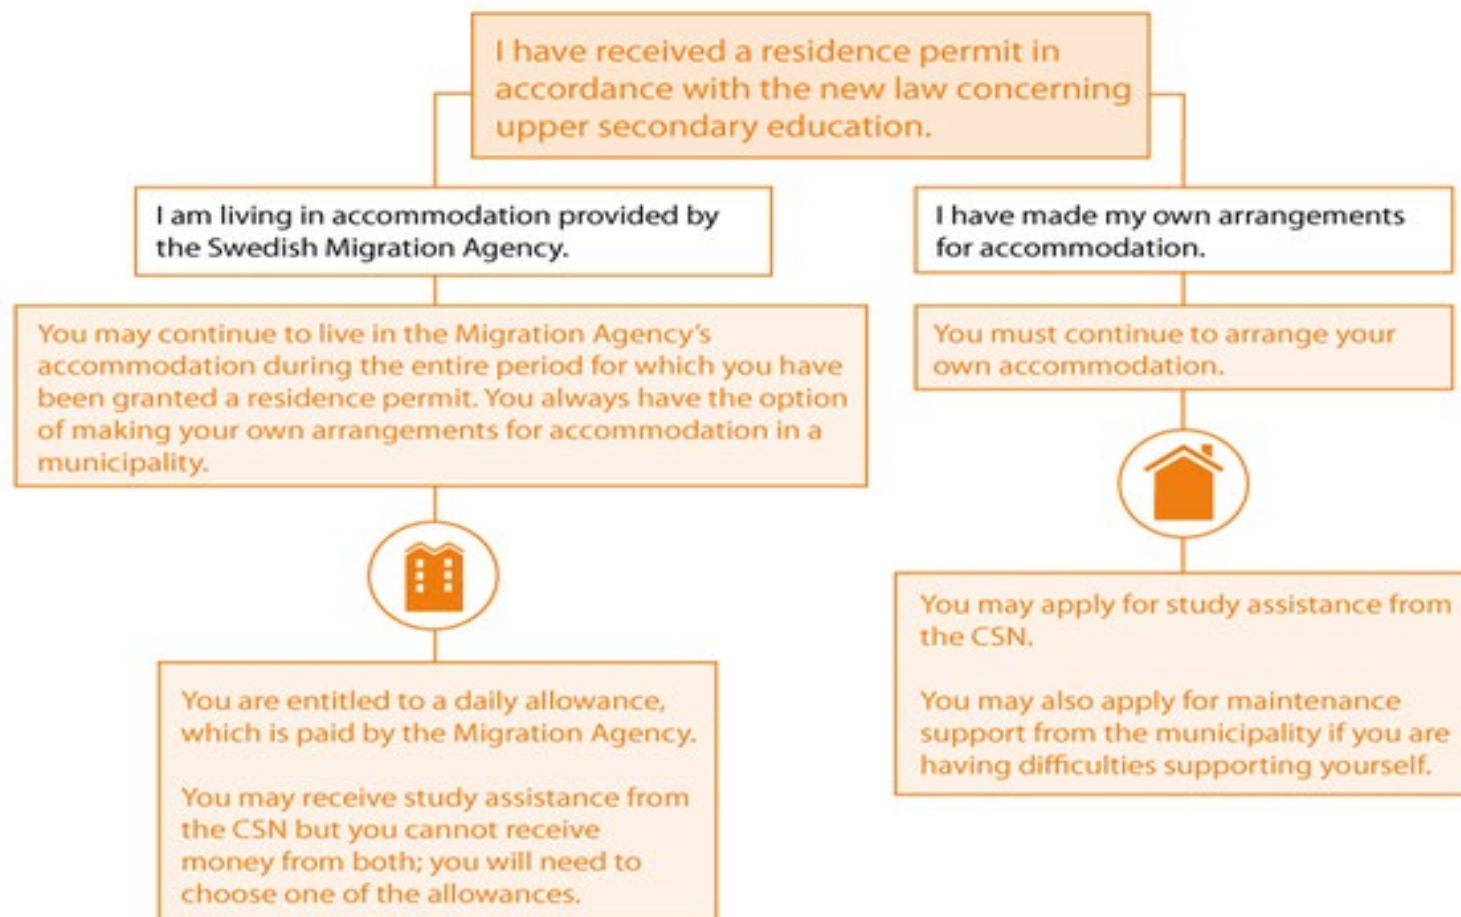 I have received a residence permit in
accordance with the new law concerning
upper secondary education.
I am living in accommodation provided by
the Swedish Migration Agency.
You may continue to live in the Migration Agency’s
accommodation during the entire period for which you have
been granted a residence permit. You always have the option
of making your own arrangements for accommodation in a
municipality.
You are entitled to a daily allowance,
which is paid by the Migration Agency.
You may receive study assistance from
the CSN but you cannot receive
money from both; you will need to
choose one of the allowances.
I have made my own arrangements
for accommodation.
You must continue to arrange your
own accommodation.
You may apply for study assistance from
the CSN.
You may also apply for maintenance
support from the municipality if you are
having difficulties supporting yourself.